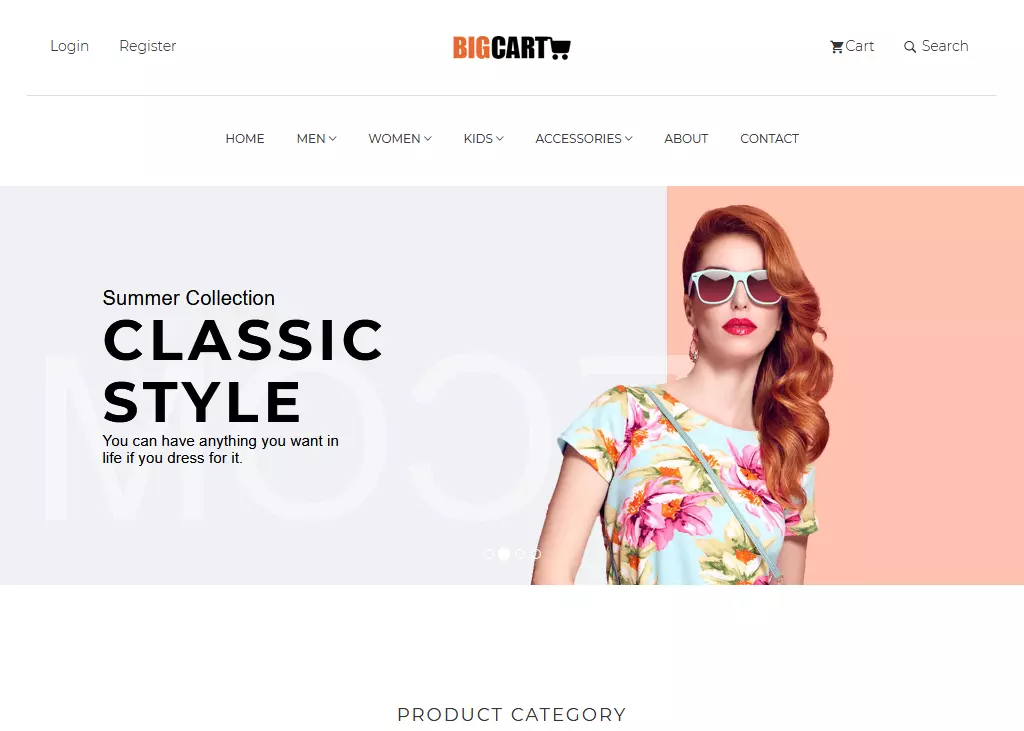 Login Register BIGCART Cart Search
HOME MEN WOMEN KIDS ACCESSORIES ABOUT CONTACT
Summer Collection
CLASSIC
STYLE
You can have anything you want in
life if you dress for it.
PRODUCT CATEGORY